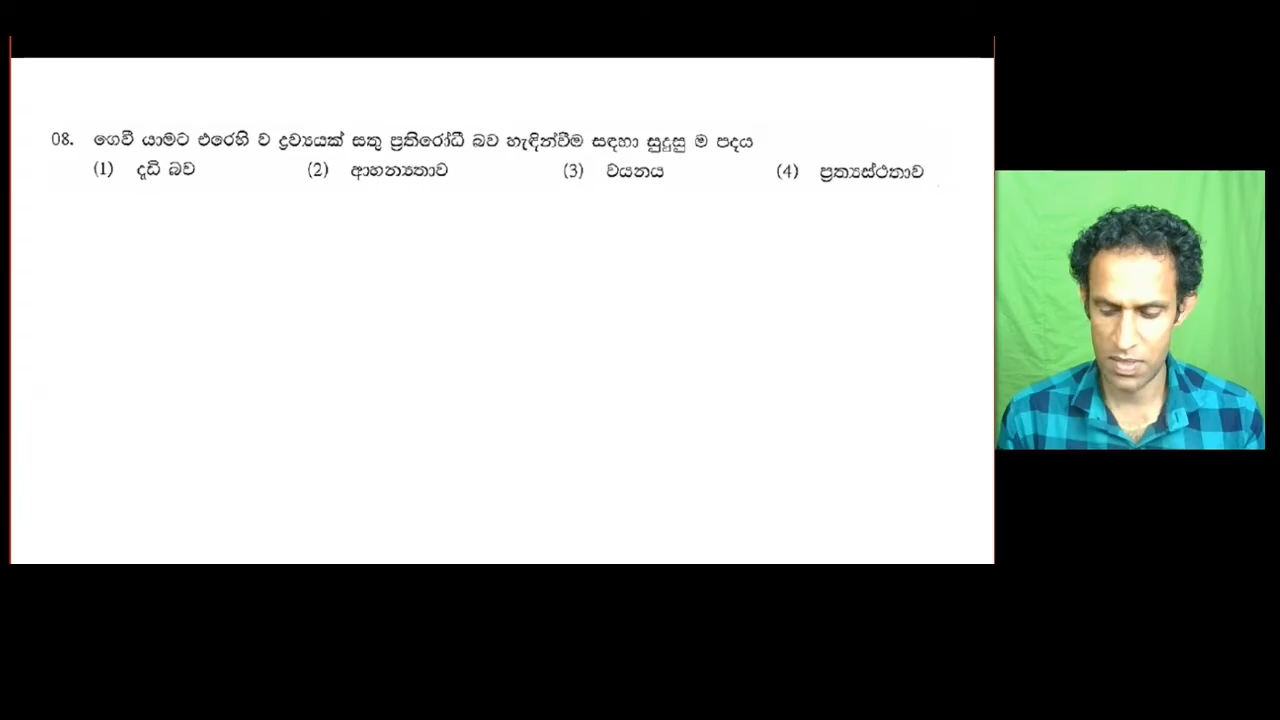 08. ගෙවී යාමට එරෙහි ව ද්‍රව්‍යයක් සතු ප්‍රතිරෝධී බව හැඳින්වීම සඳහා සුදුසු ම පදය
(1) දෘඩි බව (2) ආහන්‍යතාව (3) වයනය (4) ප්‍රත්‍යස්ථතාව